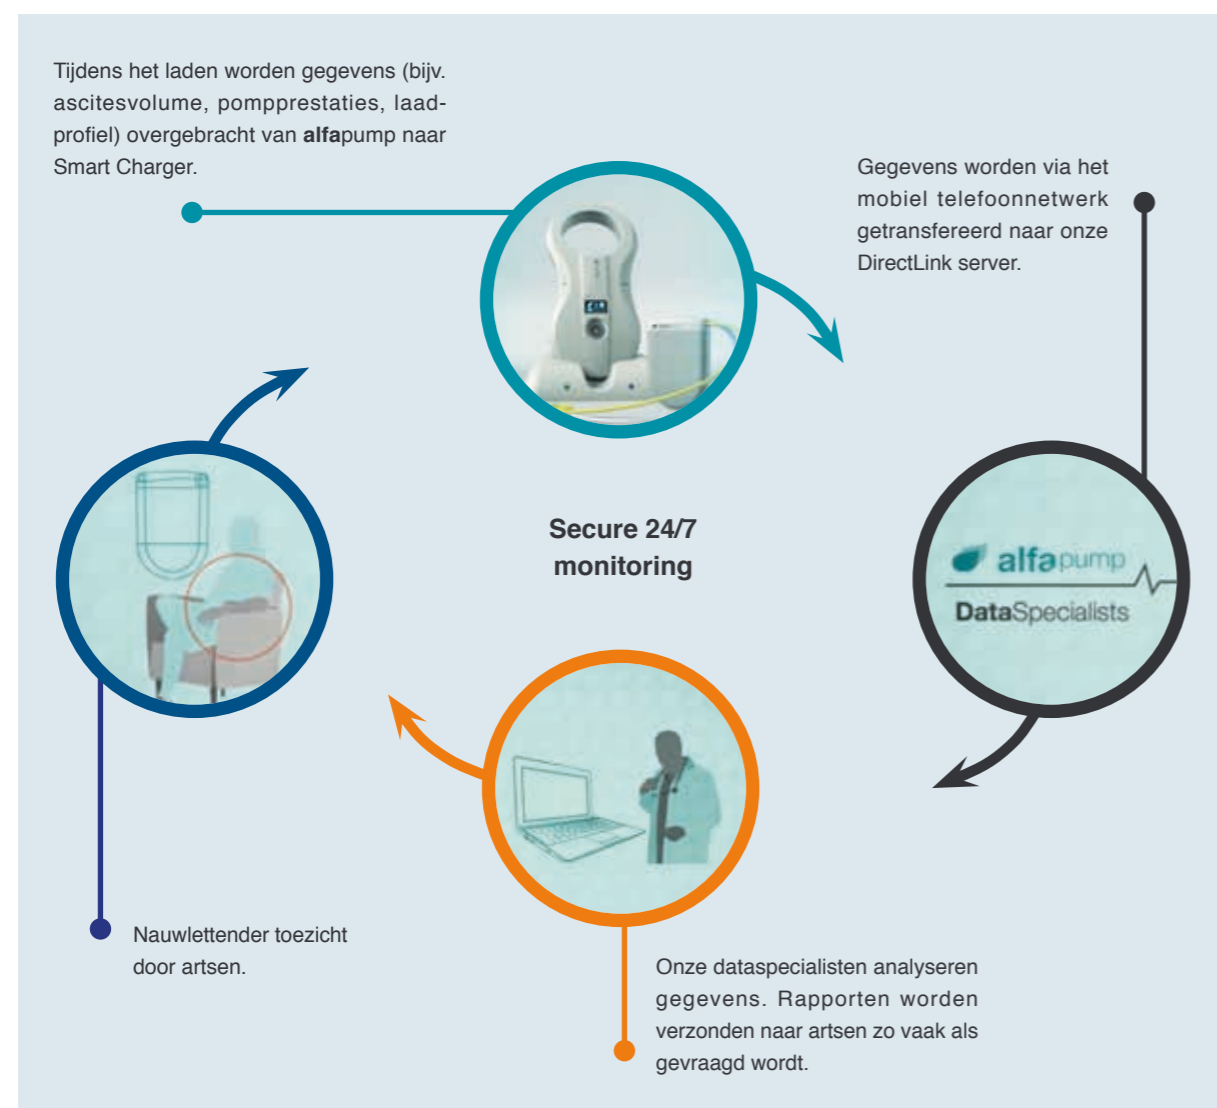 Tijdens het laden worden gegevens (bijv.
ascitesvolume, pompprestaties, laad-
profiel) overgebracht van alfapump naar
Smart Charger.
Gegevens worden via het
mobiel telefoonnetwerk
getransfereerd naar onze
DirectLink server.
Secure 24/7
monitoring
alfapump
DataSpecialists
Nauwlettender toezicht
door artsen.
Onze dataspecialisten analyseren
gegevens. Rapporten worden
verzonden naar artsen zo vaak als
gevraagd wordt.